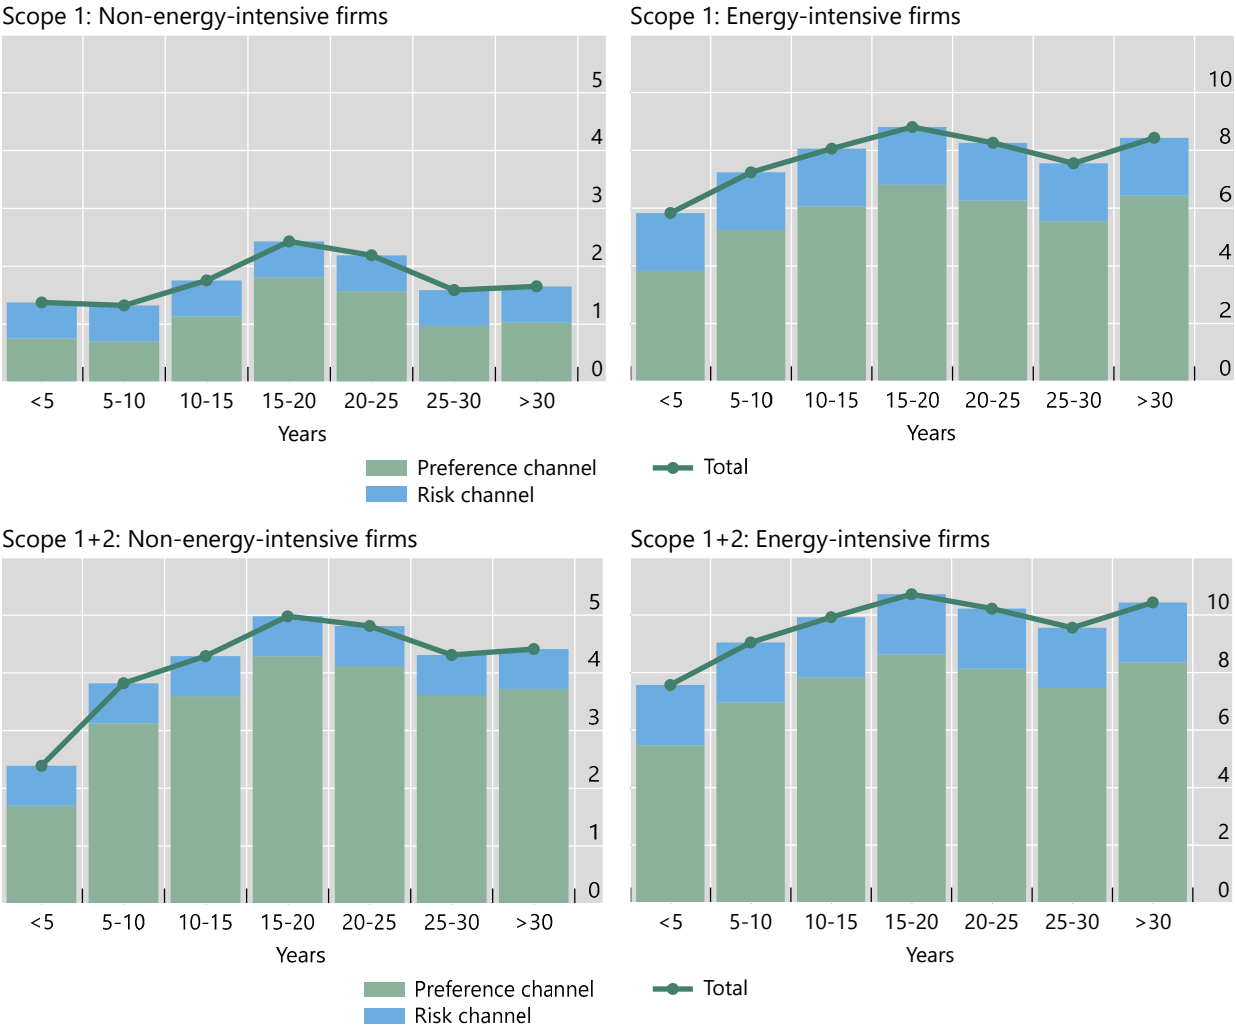 Scope 1: Non-energy-intensive firms
5
4
3
2
1
0
<5 5-10 10-15 15-20 20-25 25-30 >30
Years
Scope 1: Energy-intensive firms
10
8
6
4
2
0
<5 5-10 10-15 15-20 20-25 25-30 >30
Years
Preference channel
Risk channel
Total
Scope 1+2: Non-energy-intensive firms
5
4
3
2
1
0
<5 5-10 10-15 15-20 20-25 25-30 >30
Years
Scope 1+2: Energy-intensive firms
10
8
6
4
2
0
<5 5-10 10-15 15-20 20-25 25-30 >30
Years
Preference channel
Risk channel
Total